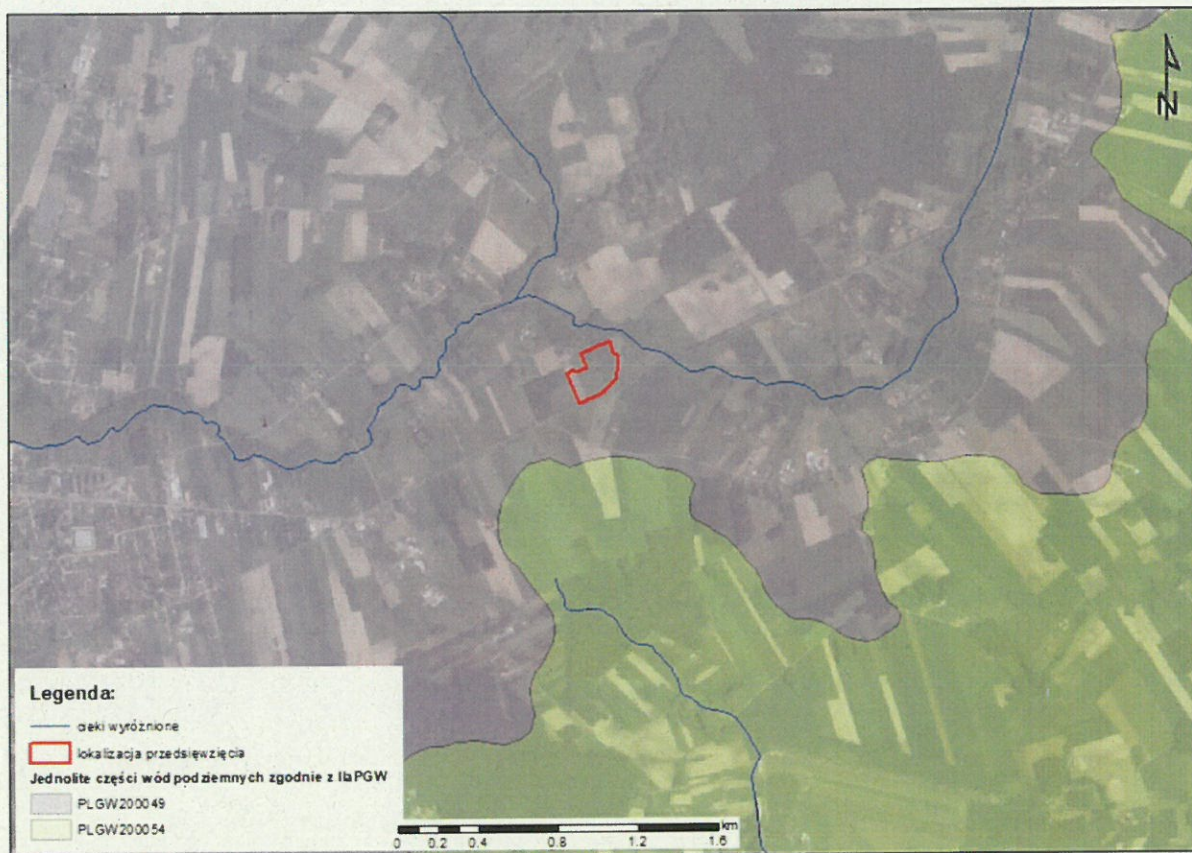 N
Legenda:
cieki wyróżnione
lokalizacja przedsięwzięcia
Jednolite części wód podziemnych zgodnie z IIaPGW
PLGW200049
PLGW200054
km
0 0.2 0.4 0.8 1.2 1.6